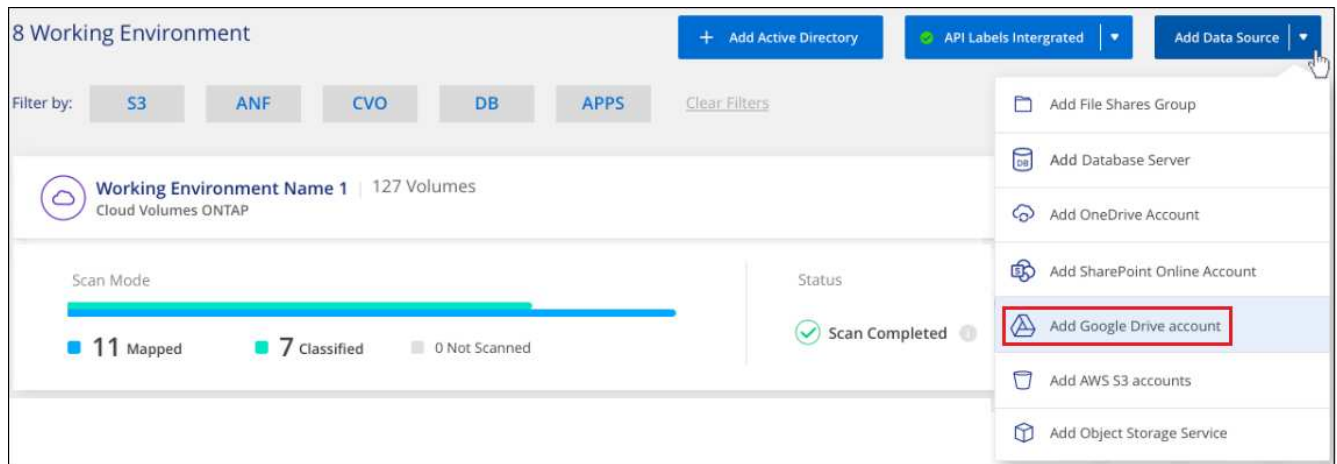 8 Working Environment
+ Add Active Directory
API Labels Intergrated
Add Data Source
Filter by:
S3
ANF
CVO
DB
APPS
Clear Filters
Working Environment Name 1 | 127 Volumes
Cloud Volumes ONTAP
Scan Mode
11 Mapped
7 Classified
0 Not Scanned
Status
Scan Completed
Add File Shares Group
DB
Add Database Server
Add OneDrive Account
S
Add SharePoint Online Account
Add Google Drive account
Add AWS S3 accounts
Add Object Storage Service